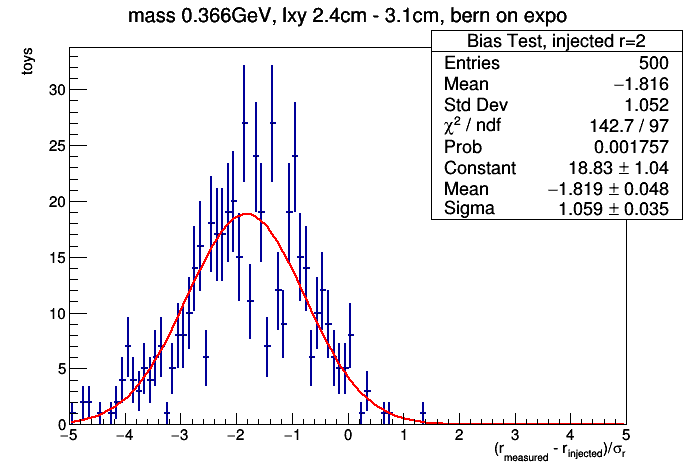 mass 0.366GeV, lxy 2.4cm - 3.1cm, bern on expo
Bias Test, injected r=2
Entries 500
Mean −1.816
Std Dev 1.052
χ² / ndf 142.7 / 97
Prob 0.001757
Constant 18.83 ± 1.04
Mean −1.819 ± 0.048
Sigma 1.059 ± 0.035
toys
30
25
20
15
10
5
0
−5 −4 −3 −2 −1 0 1 2 3 4 5
(r_measured - r_injected)/σ_r